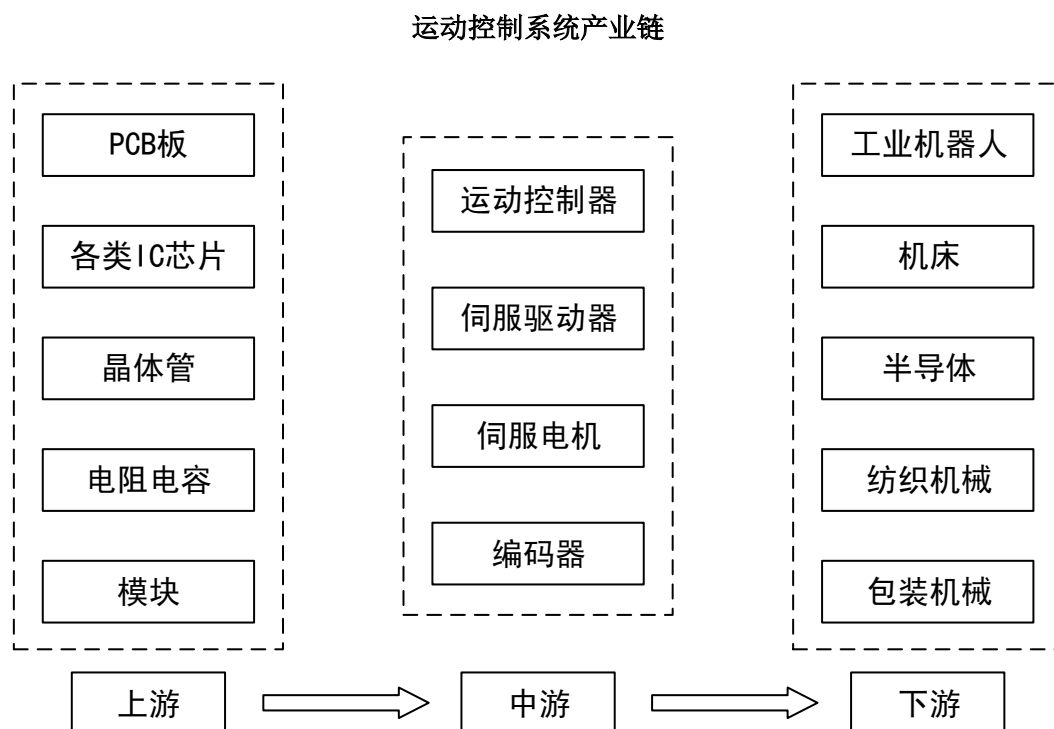 运动控制系统产业链
PCB板
各类IC芯片
晶体管
电阻电容
模块
上游
运动控制器
伺服驱动器
伺服电机
编码器
中游
工业机器人
机床
半导体
纺织机械
包装机械
下游